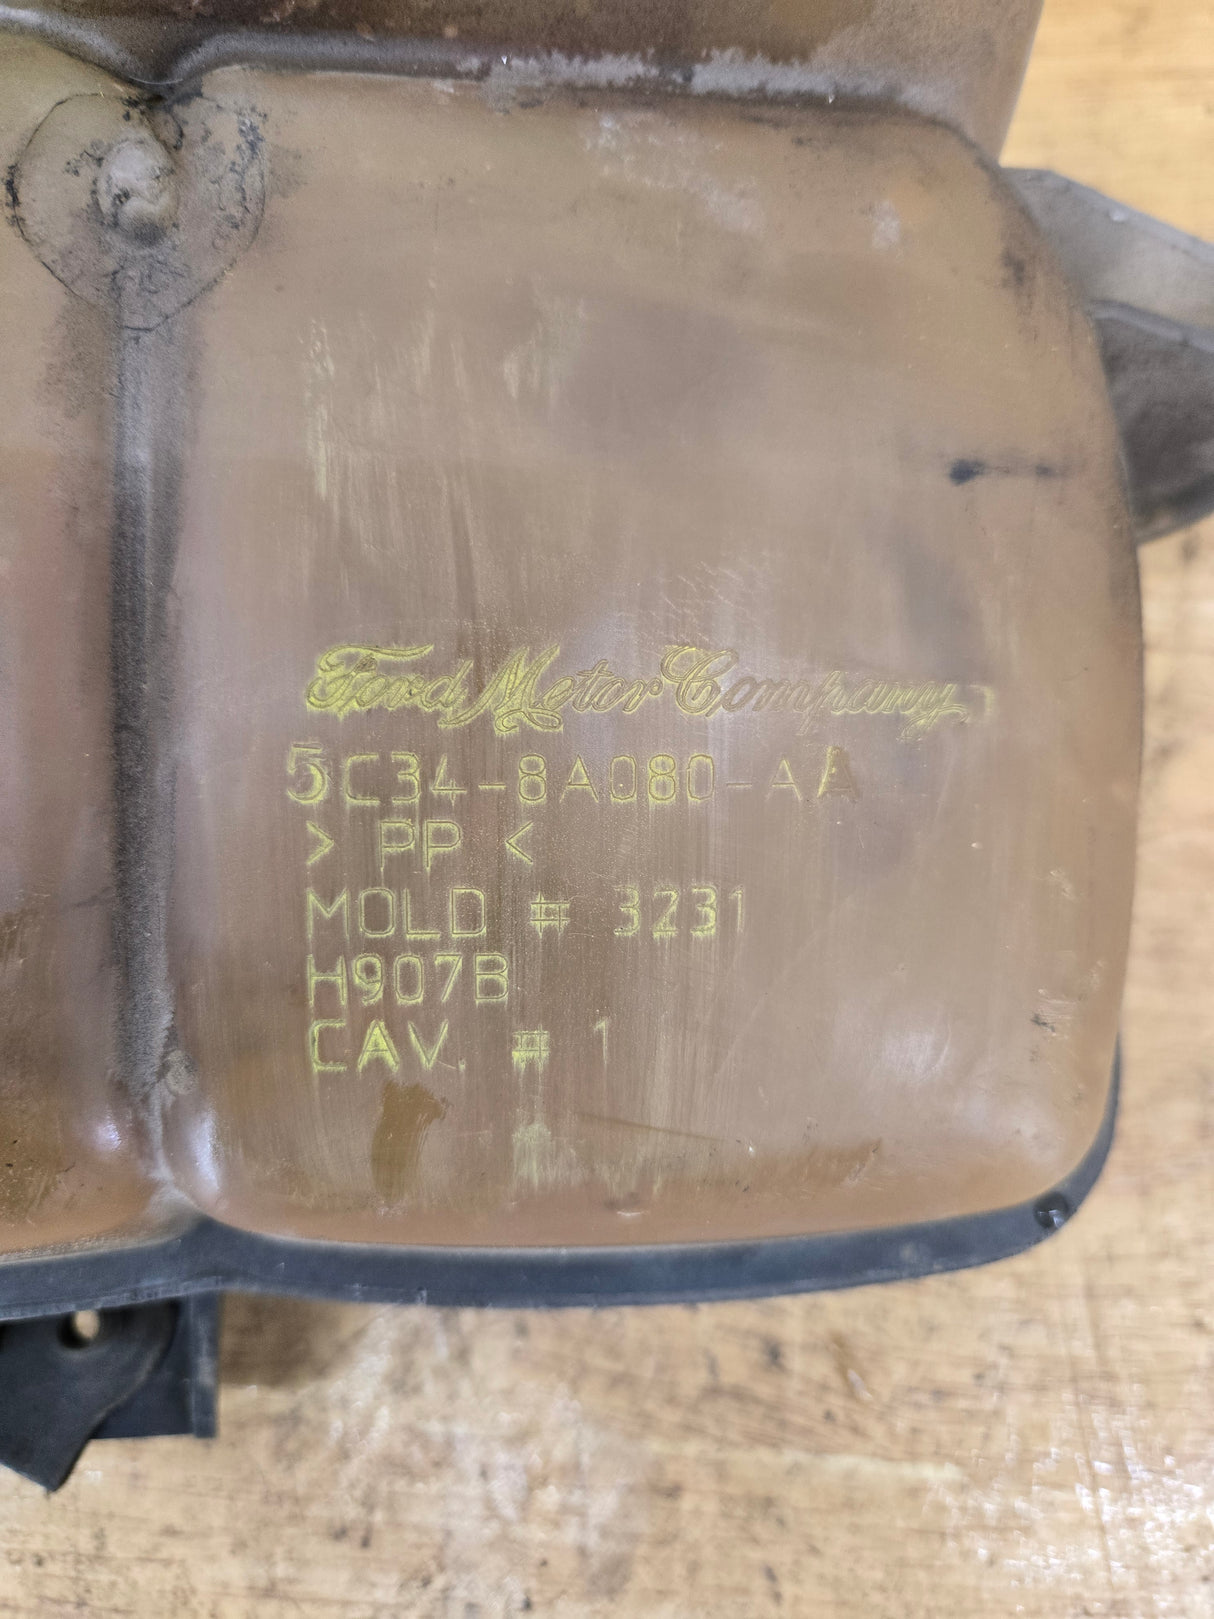 Ford Motor Company
5C34-8A080-AA
> PP <
MOLD # 3231
H907B
CAV. # 1